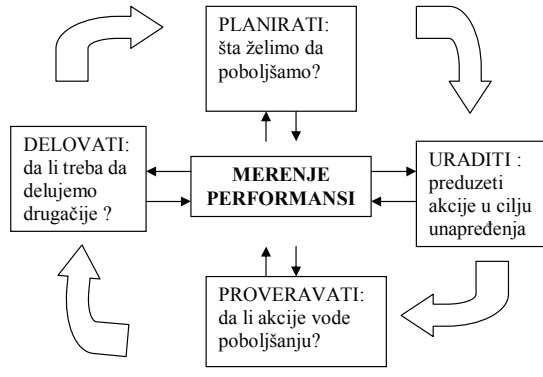 PLANIRATI:
šta želimo da
poboljšamo?
DELOVATI:
da li treba da
delujemo
drugačije ?
MERENJE
PERFORMANSI
URADITI :
preduzeti
akcije u cilju
unapređenja
PROVERAVATI:
da li akcije vode
poboljšanju?